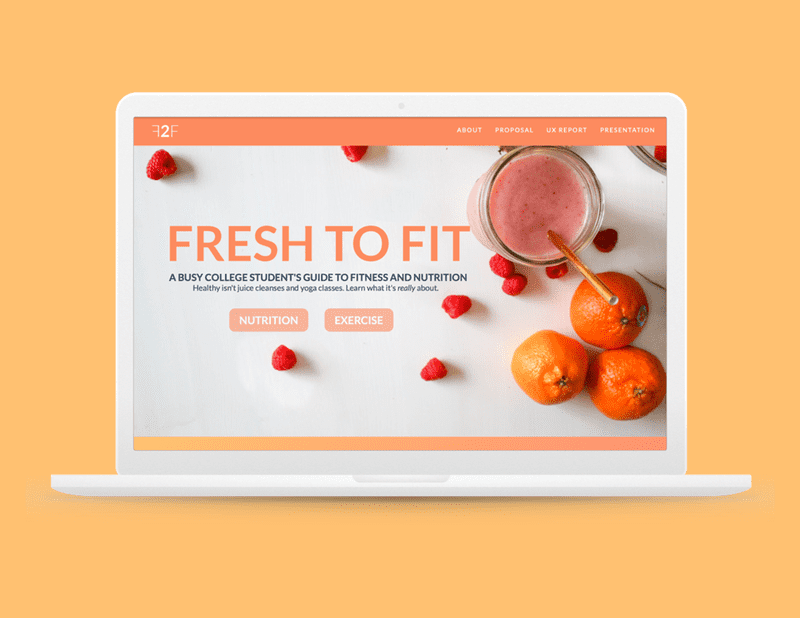 F2F
ABOUT PROPOSAL UX REPORT PRESENTATION
FRESH TO FIT
A BUSY COLLEGE STUDENT'S GUIDE TO FITNESS AND NUTRITION
Healthy isn't juice cleanses and yoga classes. Learn what it's really about.
NUTRITION EXERCISE